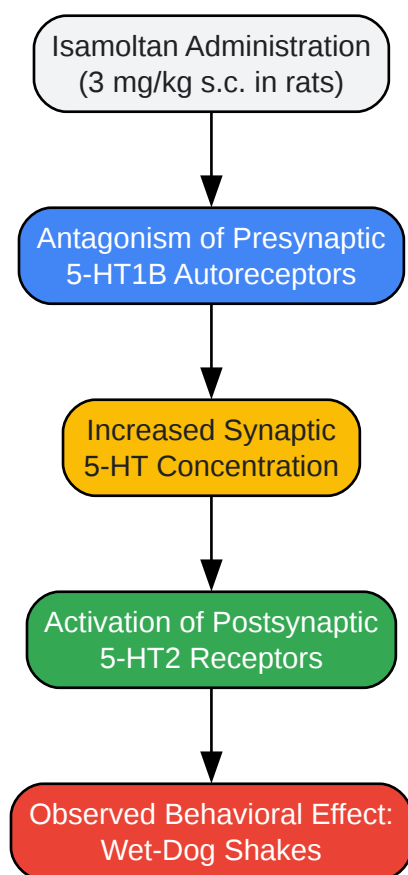 Isamoltan Administration
(3 mg/kg s.c. in rats)
Antagonism of Presynaptic
5-HT1B Autoreceptors
Increased Synaptic
5-HT Concentration
Activation of Postsynaptic
5-HT2 Receptors
Observed Behavioral Effect:
Wet-Dog Shakes